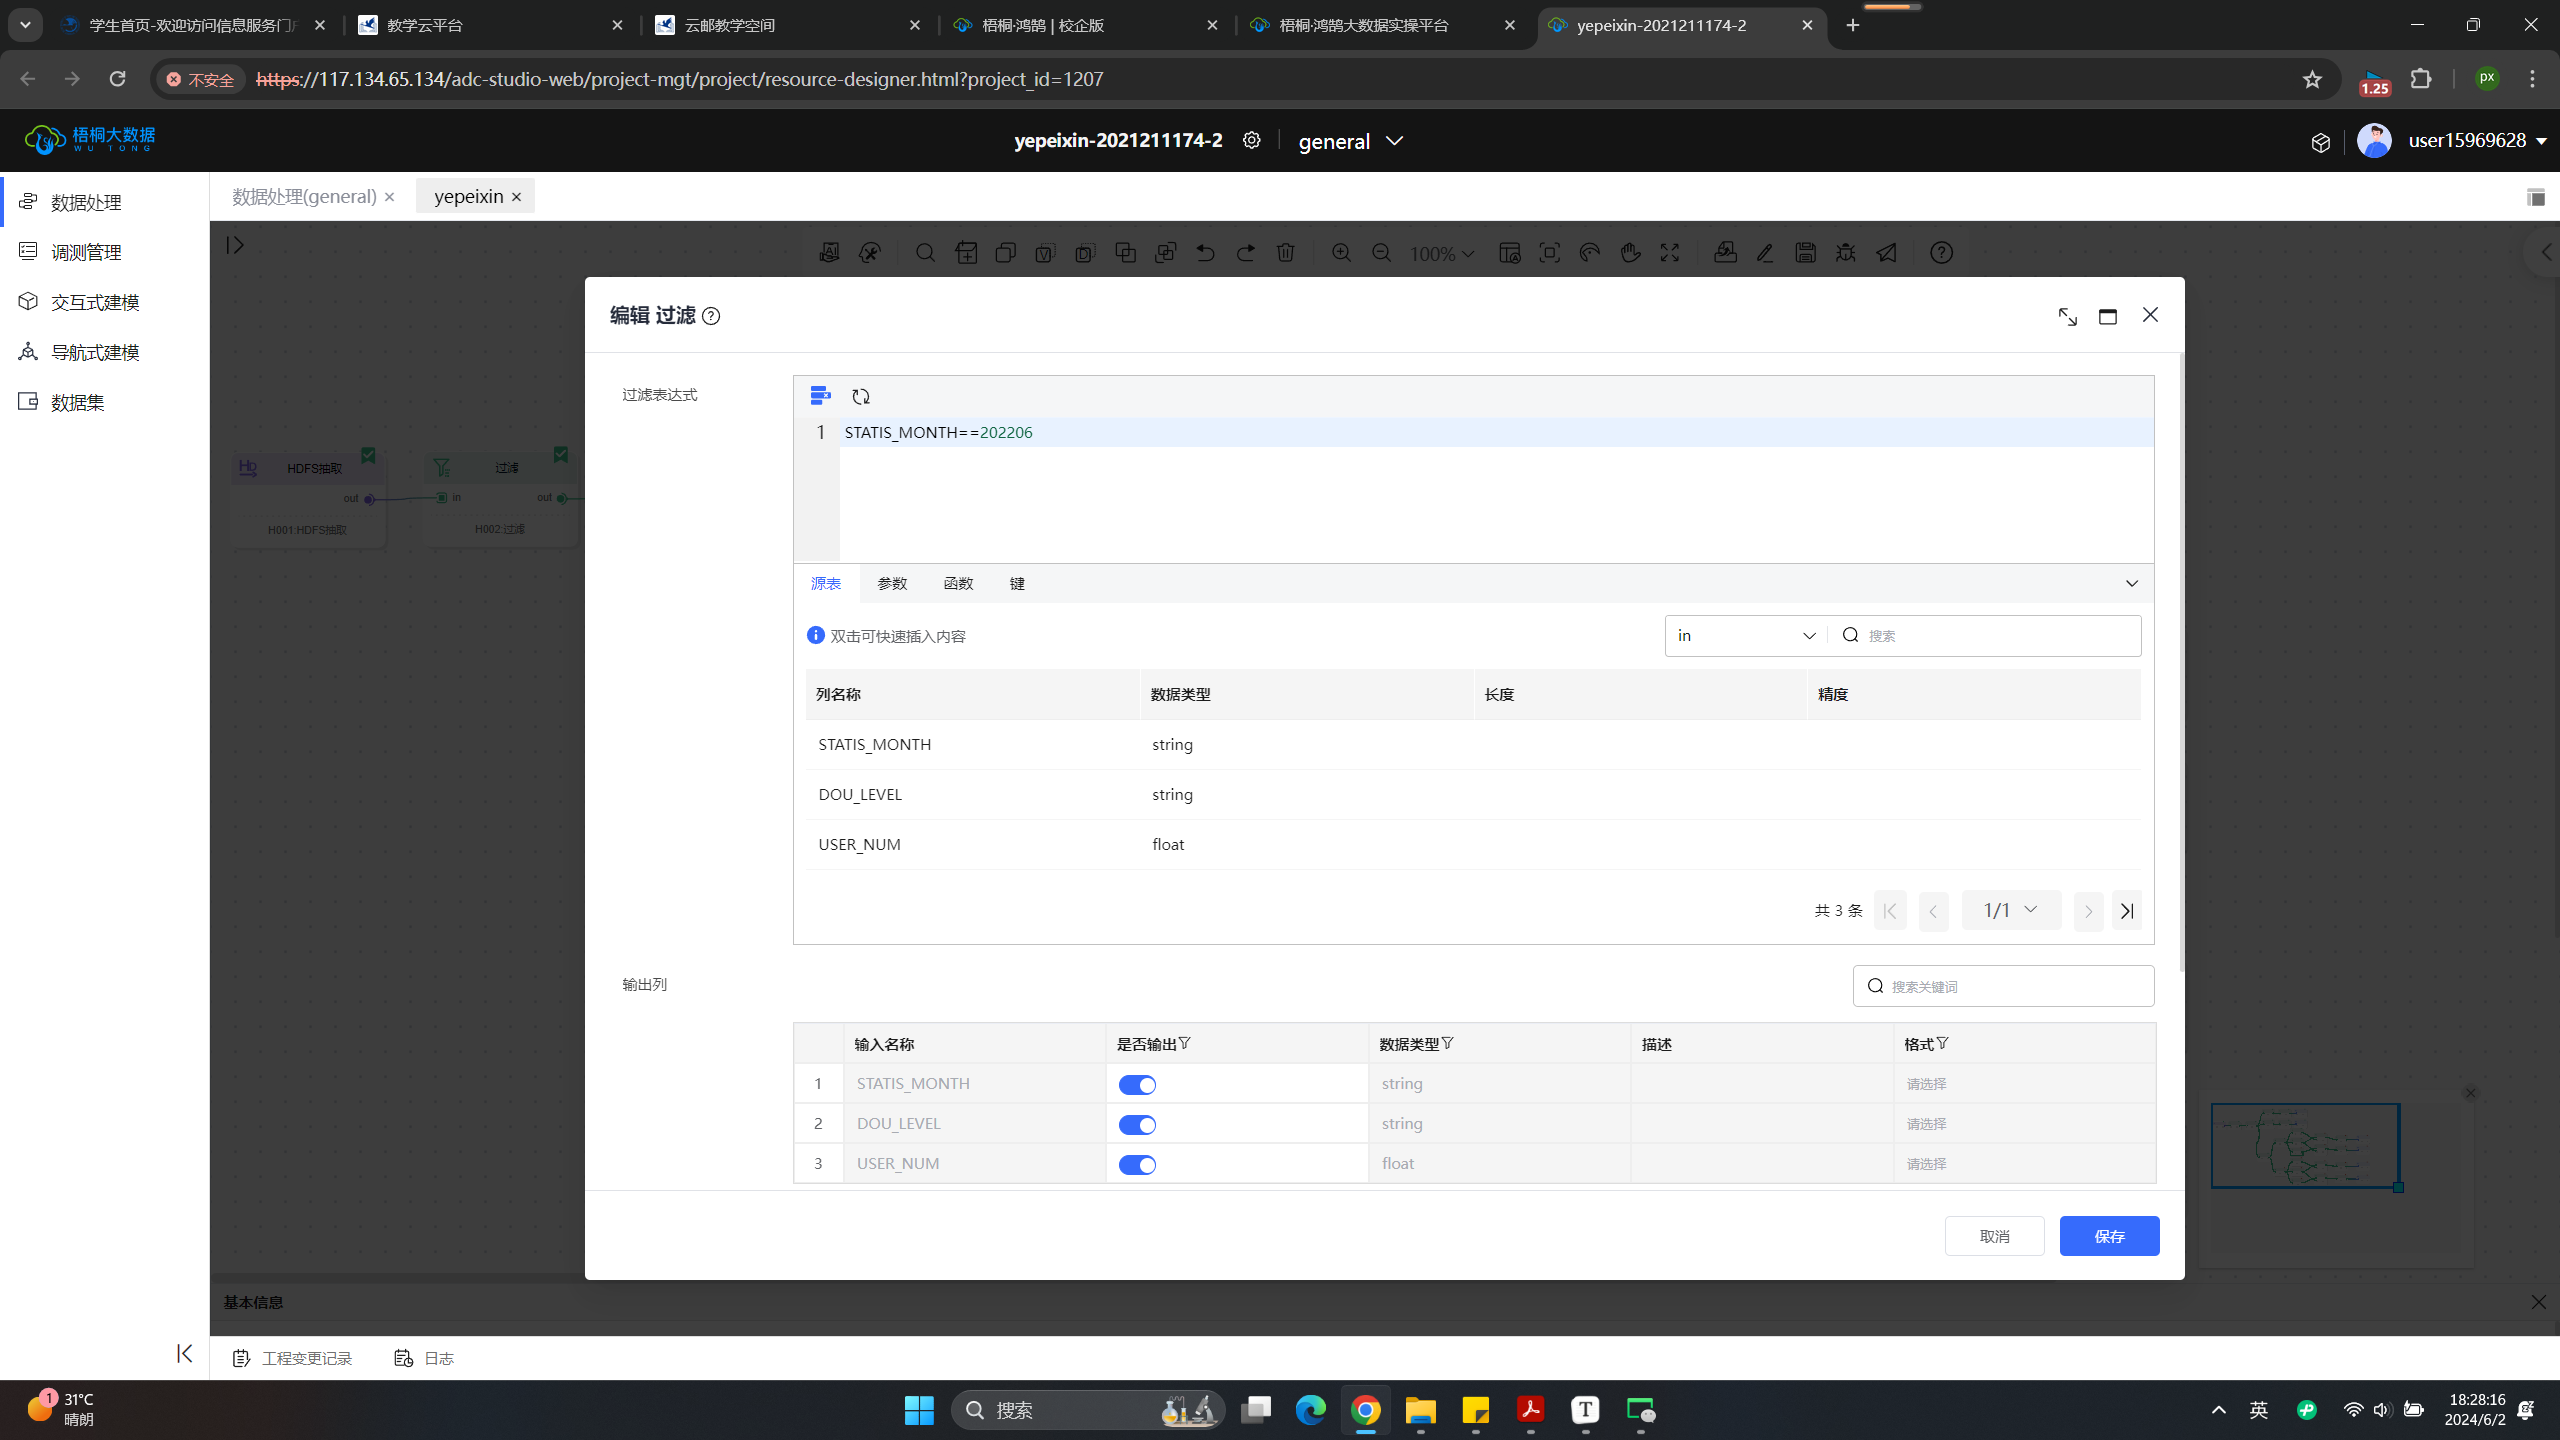 学生首页-欢迎访问信息服务门户
教学云平台
云邮教学空间
梧桐·鸿鹄 | 校企版
梧桐·鸿鹄大数据实操平台
yepeixin-2021211174-2
不安全
https://117.134.65.134/adc-studio-web/project-mgt/project/resource-designer.html?project_id=1207
1.25
px
梧桐大数据
WU TONG
yepeixin-2021211174-2
general
user15969628
数据处理
调测管理
交互式建模
导航式建模
数据集
数据处理(general)
yepeixin
100%
编辑 过滤
过滤表达式
1 STATIS_MONTH==202206
HDFS抽取
out
H001:HDFS抽取
过滤
in out
H002:过滤
源表 参数 函数 键
双击可快速插入内容
in 搜索
列名称 数据类型 长度 精度
STATIS_MONTH string
DOU_LEVEL string
USER_NUM float
共 3 条 1/1
输出列
搜索关键词
输入名称 是否输出 数据类型 描述 格式
1 STATIS_MONTH string 请选择
2 DOU_LEVEL string 请选择
3 USER_NUM float 请选择
取消 保存
基本信息
工程变更记录 日志
1
31°C
晴朗
搜索
英
18:28:16
2024/6/2